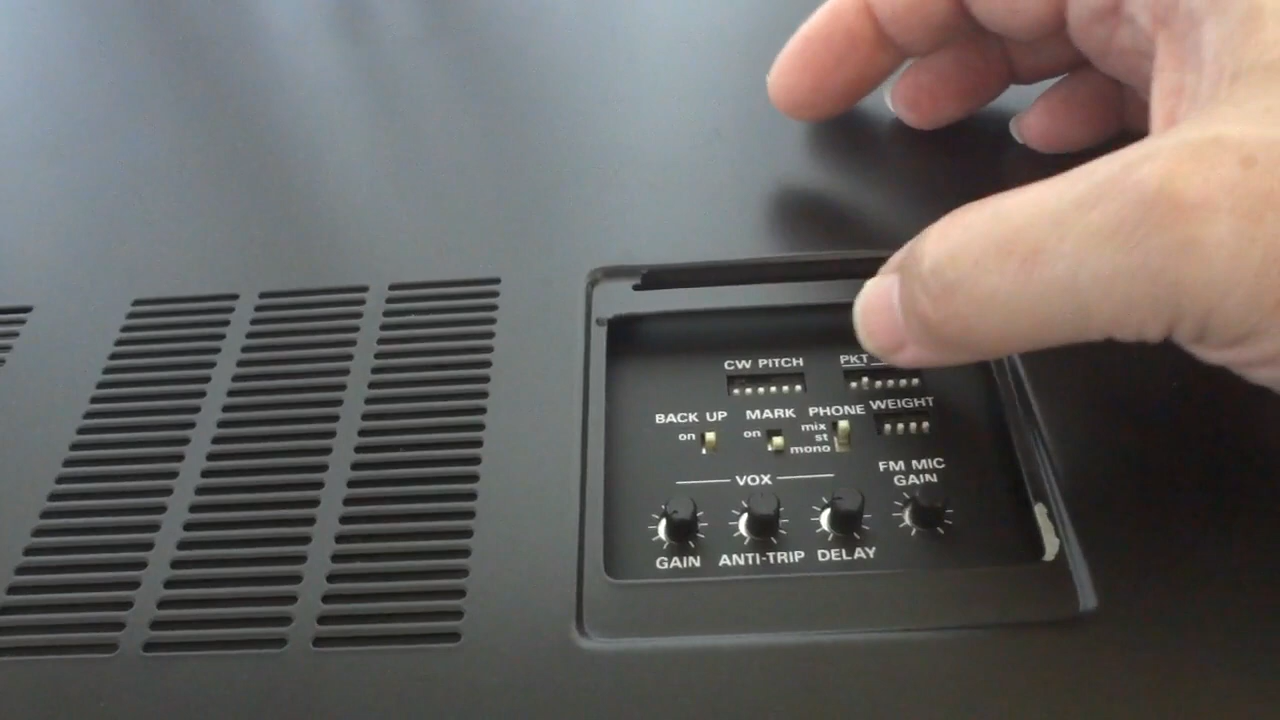 CW PITCH
PKT
BACK UP
MARK
PHONE
WEIGHT
on
on
mix
st
mono
FM MIC
GAIN
VOX
GAIN
ANTI-TRIP
DELAY